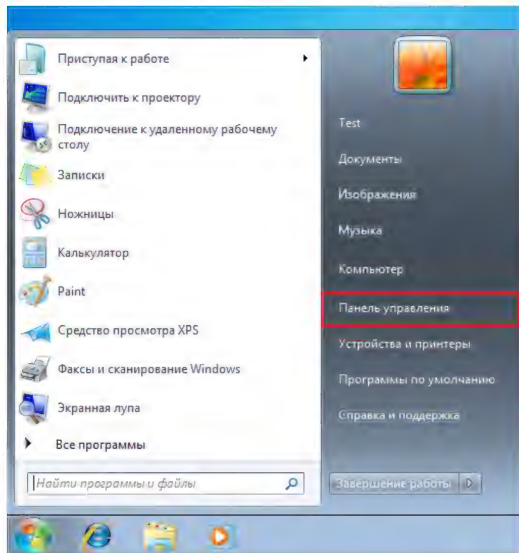 Приступая к работе
Подключить к проектору
Подключение к удаленному рабочему
столу
Записки
Ножницы
Калькулятор
Paint
Средство просмотра XPS
Факсы и сканирование Windows
Экранная лупа
Все программы
Найти программы и файлы
Test
Документы
Изображения
Музыка
Компьютер
Панель управления
Устройства и принтеры
Программы по умолчанию
Справка и поддержка
Завершение работы